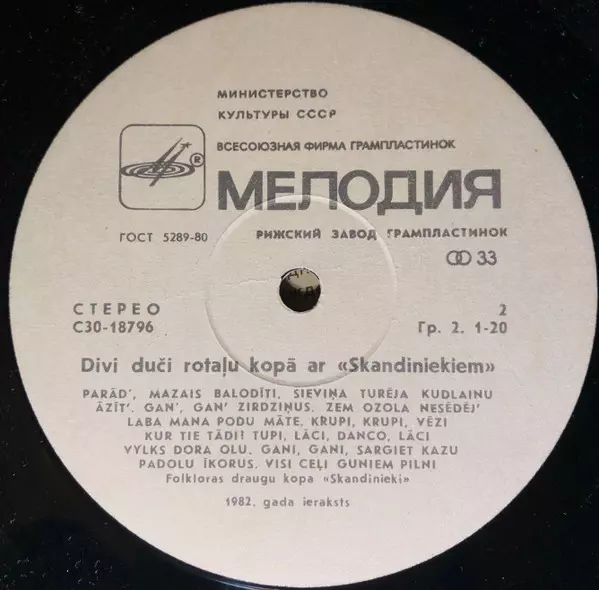 МИНИСТЕРСТВО
КУЛЬТУРЫ СССР
ВСЕСОЮЗНАЯ ФИРМА ГРАМПЛАСТИНОК
®
МЕЛОДИЯ
ГОСТ 5289-80
РИЖСКИЙ ЗАВОД ГРАМПЛАСТИНОК
33
СТЕРЕО
2
С30-18796
Гр. 2. 1-20
Divi duči rotaļu kopā ar «Skandiniekiem»
PARĀD', MAZAIS BALODĪTI, SIEVIŅA TURĒJA KUDLAINU
ĀZĪT'. GAN', GAN' ZIRDZIŅUS. ZEM OZOLA NESĒDĒJ'
LABA MANA PODU MĀTE, KRUPI, KRUPI, VĒZI
KUR TIE TĀDI? TUPI, LĀCI, DANCO, LĀCI
VYLKS DORA OLU. GANI, GANI, SARGIET KAZU
PADOLU ĪKORUS. VISI CEĻI GUNIEM PILNI
Folkloras draugu kopa «Skandinieki»
1982. gada ieraksts